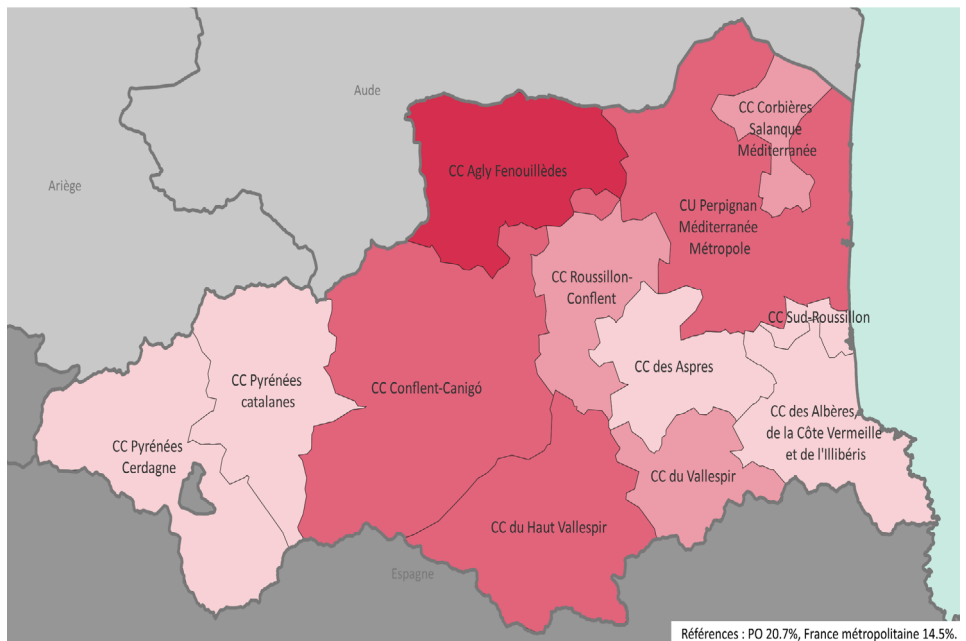 Aude
Ariège
CC Agly Fenouillèdes
CC Corbières
Salanque
Méditerranée
CU Perpignan
Méditerranée
Métropole
CC Roussillon-
Conflent
CC Sud-Roussillon
CC Pyrénées
catalanes
CC Conflent-Canigó
CC des Aspres
CC des Albères,
de la Côte Vermeille
et de l'Illibéris
CC Pyrénées
Cerdagne
CC du Vallespir
CC du Haut Vallespir
Espagne
Références : PO 20.7%, France métropolitaine 14.5%.